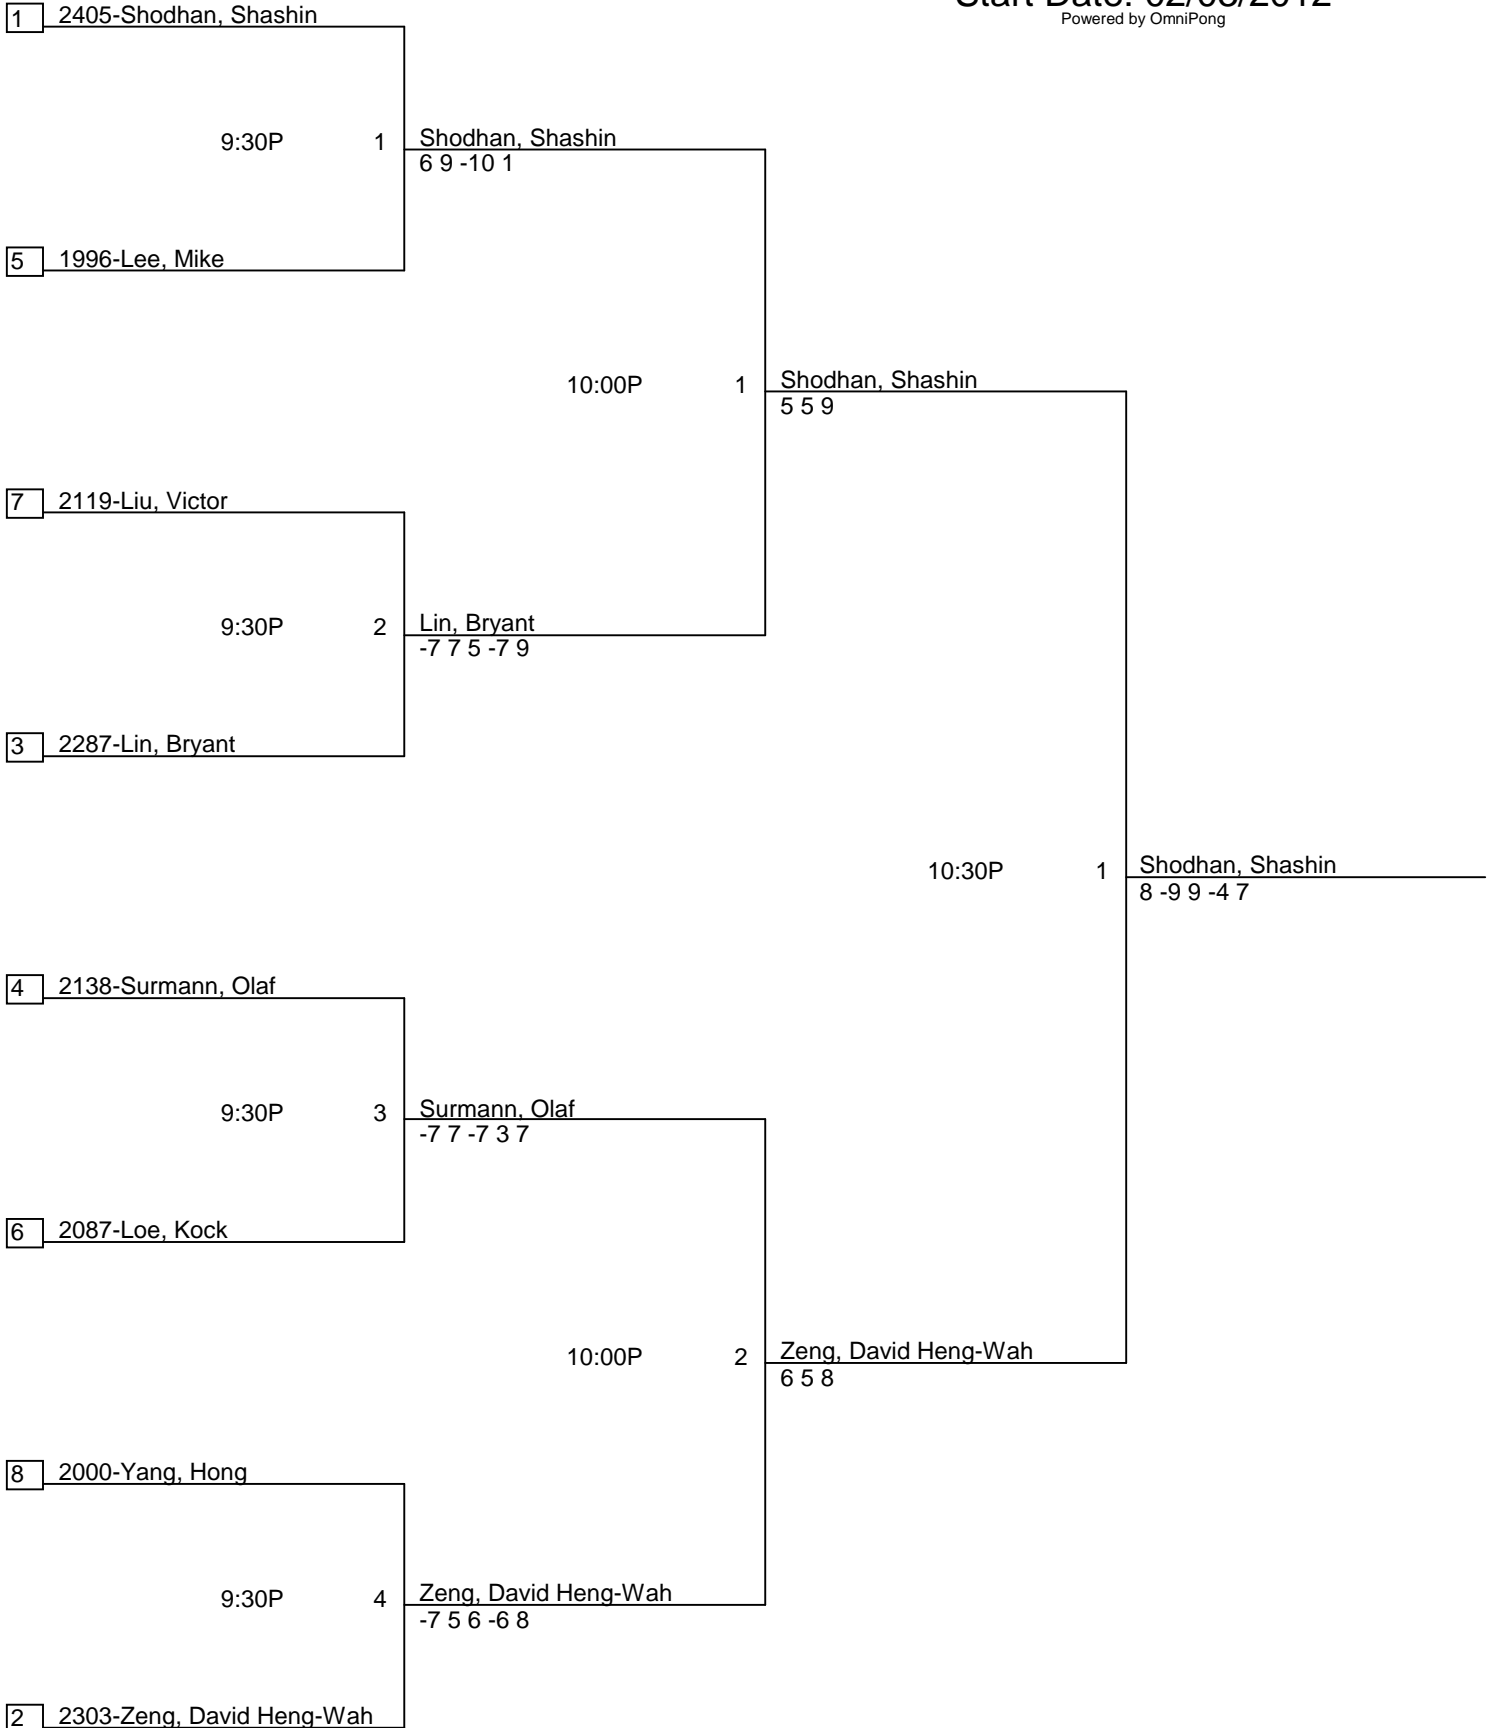 Powered by OmniPong
1 2405-Shodhan, Shashin
9:30P 1 Shodhan, Shashin
6 9 -10 1
5 1996-Lee, Mike
10:00P 1 Shodhan, Shashin
5 5 9
7 2119-Liu, Victor
9:30P 2 Lin, Bryant
-7 7 5 -7 9
3 2287-Lin, Bryant
10:30P 1 Shodhan, Shashin
8 -9 9 -4 7
4 2138-Surmann, Olaf
9:30P 3 Surmann, Olaf
-7 7 -7 3 7
6 2087-Loe, Kock
10:00P 2 Zeng, David Heng-Wah
6 5 8
8 2000-Yang, Hong
9:30P 4 Zeng, David Heng-Wah
-7 5 6 -6 8
2 2303-Zeng, David Heng-Wah